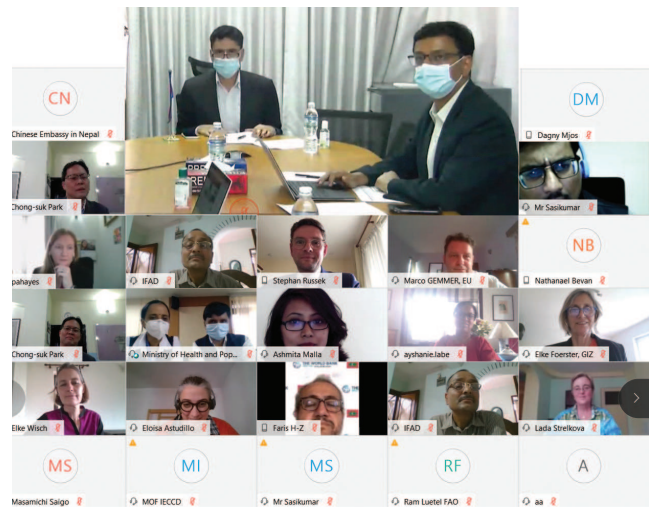 CN
Chinese Embassy in Nepal
DM
Dagny Mjos
Chong-suk Park
Mr Sasikumar
pahayes
IFAD
Stephan Russek
Marco GEMMER, EU
NB
Nathanael Bevan
Chong-suk Park
Ministry of Health and Pop...
Ashmita Malla
ayshanie.labe
Elke Foerster, GIZ
THE WORLD BANK
Elke Wisch
Eloisa Astudillo
Faris H-Z
IFAD
Lada Strelkova
MS
MI
MS
RF
A
Masamichi Saigo
MOF IECCD
Mr Sasikumar
Ram Luetel FAO
aa